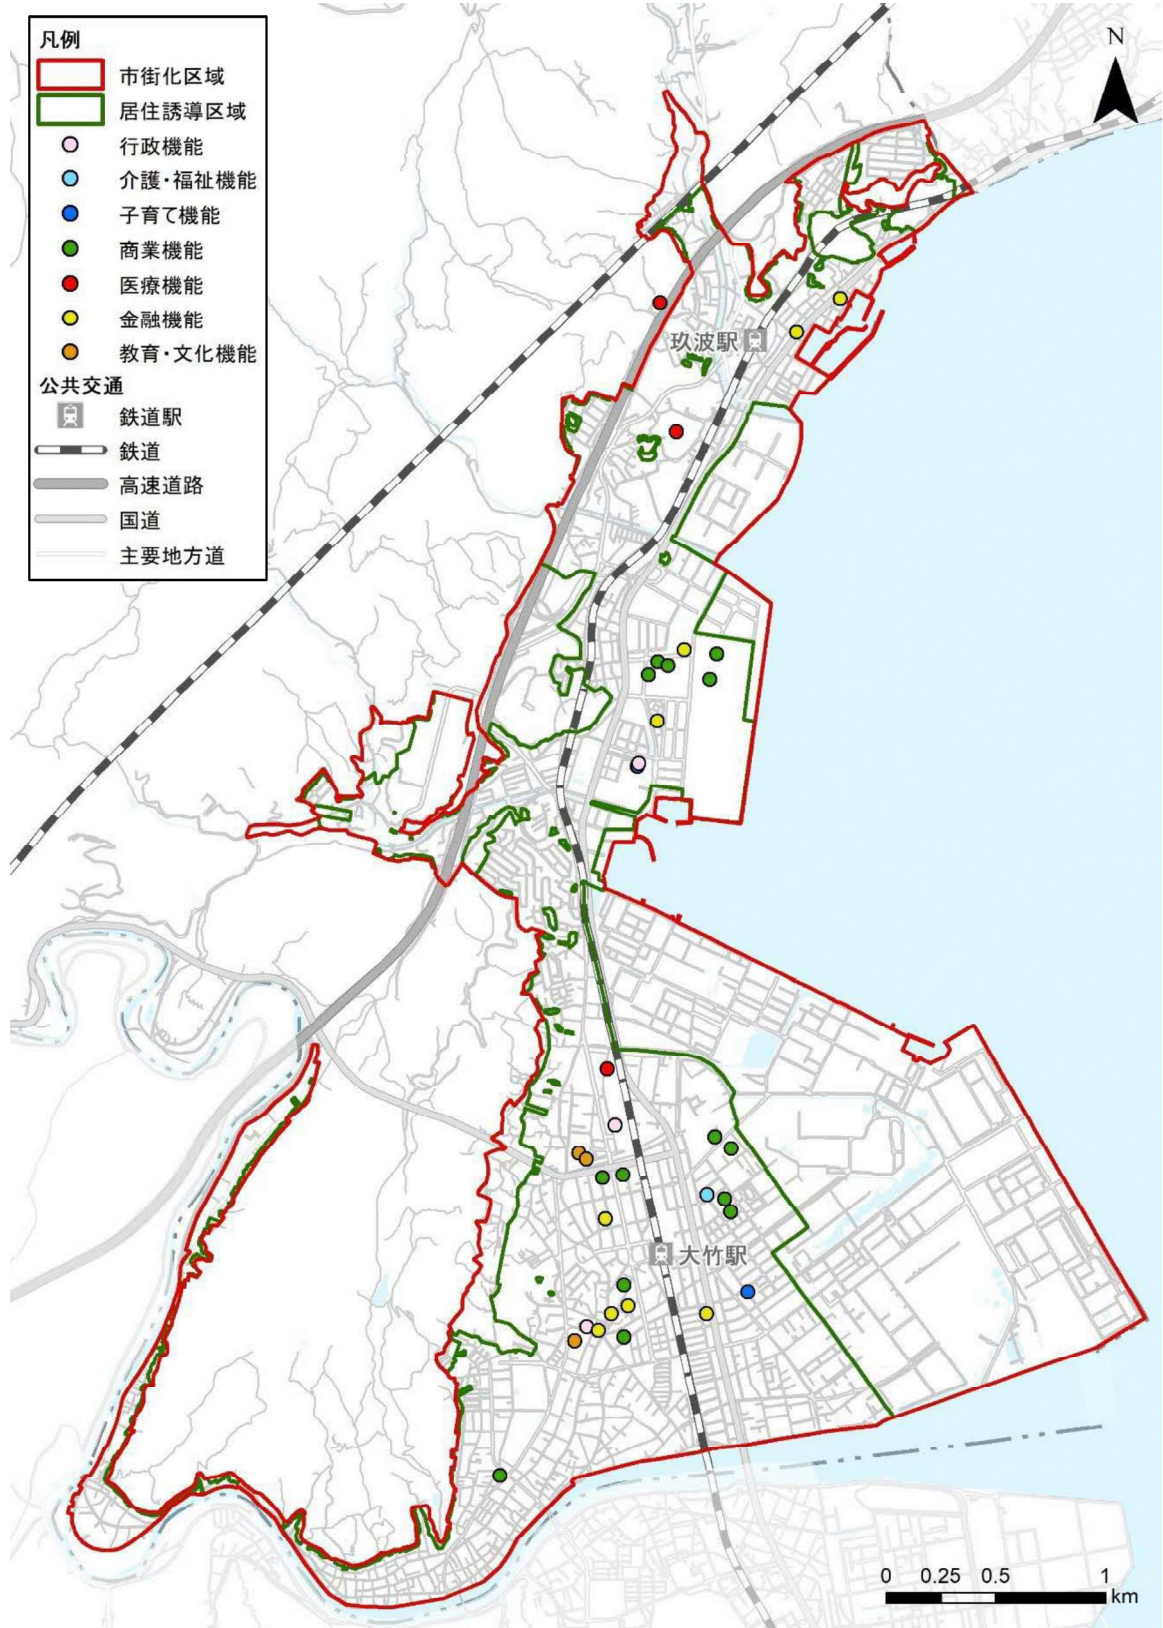 凡例
市街化区域
居住誘導区域
行政機能
介護・福祉機能
子育て機能
商業機能
医療機能
金融機能
教育・文化機能
公共交通
鉄道駅
鉄道
高速道路
国道
主要地方道
N
玖波駅
大竹駅
0 0.25 0.5 1
km